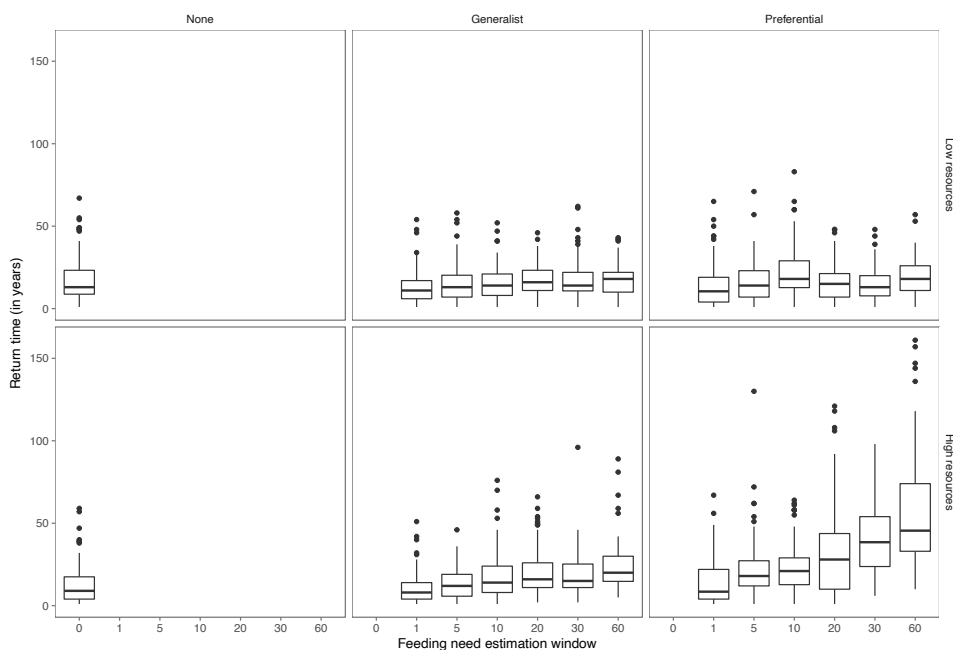 None Generalist Preferential
150
100
50
0
Low resources
150
100
50
0
High resources
Return time (in years)
0 1 5 10 20 30 60 0 1 5 10 20 30 60 0 1 5 10 20 30 60
Feeding need estimation window